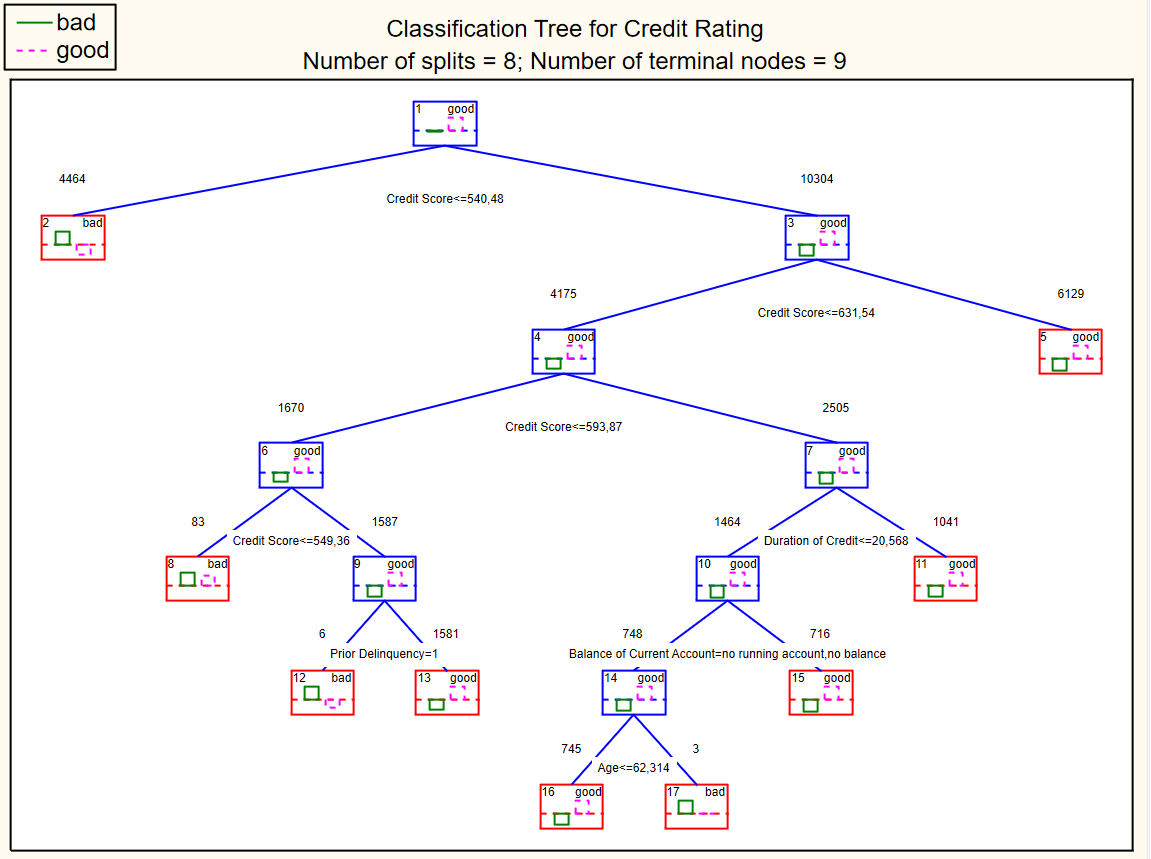 bad
good
Classification Tree for Credit Rating
Number of splits = 8; Number of terminal nodes = 9
1 good
4464 10304
Credit Score<=540,48
2 bad 3 good
4175 6129
Credit Score<=631,54
4 good 5 good
1670 2505
Credit Score<=593,87
6 good 7 good
83 1587 1464 1041
Credit Score<=549,36 Duration of Credit<=20,568
8 bad 9 good 10 good 11 good
6 1581 748 716
Prior Delinquency=1 Balance of Current Account=no running account,no balance
12 bad 13 good 14 good 15 good
745 3
Age<=62,314
16 good 17 bad